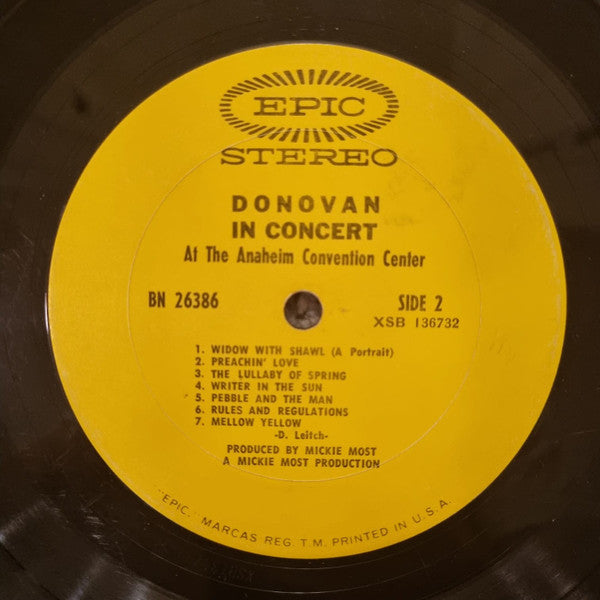 EPIC
STEREO
DONOVAN
IN CONCERT
At The Anaheim Convention Center
BN 26386
SIDE 2
XSB 136732
1. WIDOW WITH SHAWL (A Portrait)
2. PREACHIN' LOVE
3. THE LULLABY OF SPRING
4. WRITER IN THE SUN
5. PEBBLE AND THE MAN
6. RULES AND REGULATIONS
7. MELLOW YELLOW
-D. Leitch-
PRODUCED BY MICKIE MOST
A MICKIE MOST PRODUCTION
"EPIC," MARCAS REG. T.M. PRINTED IN U.S.A.